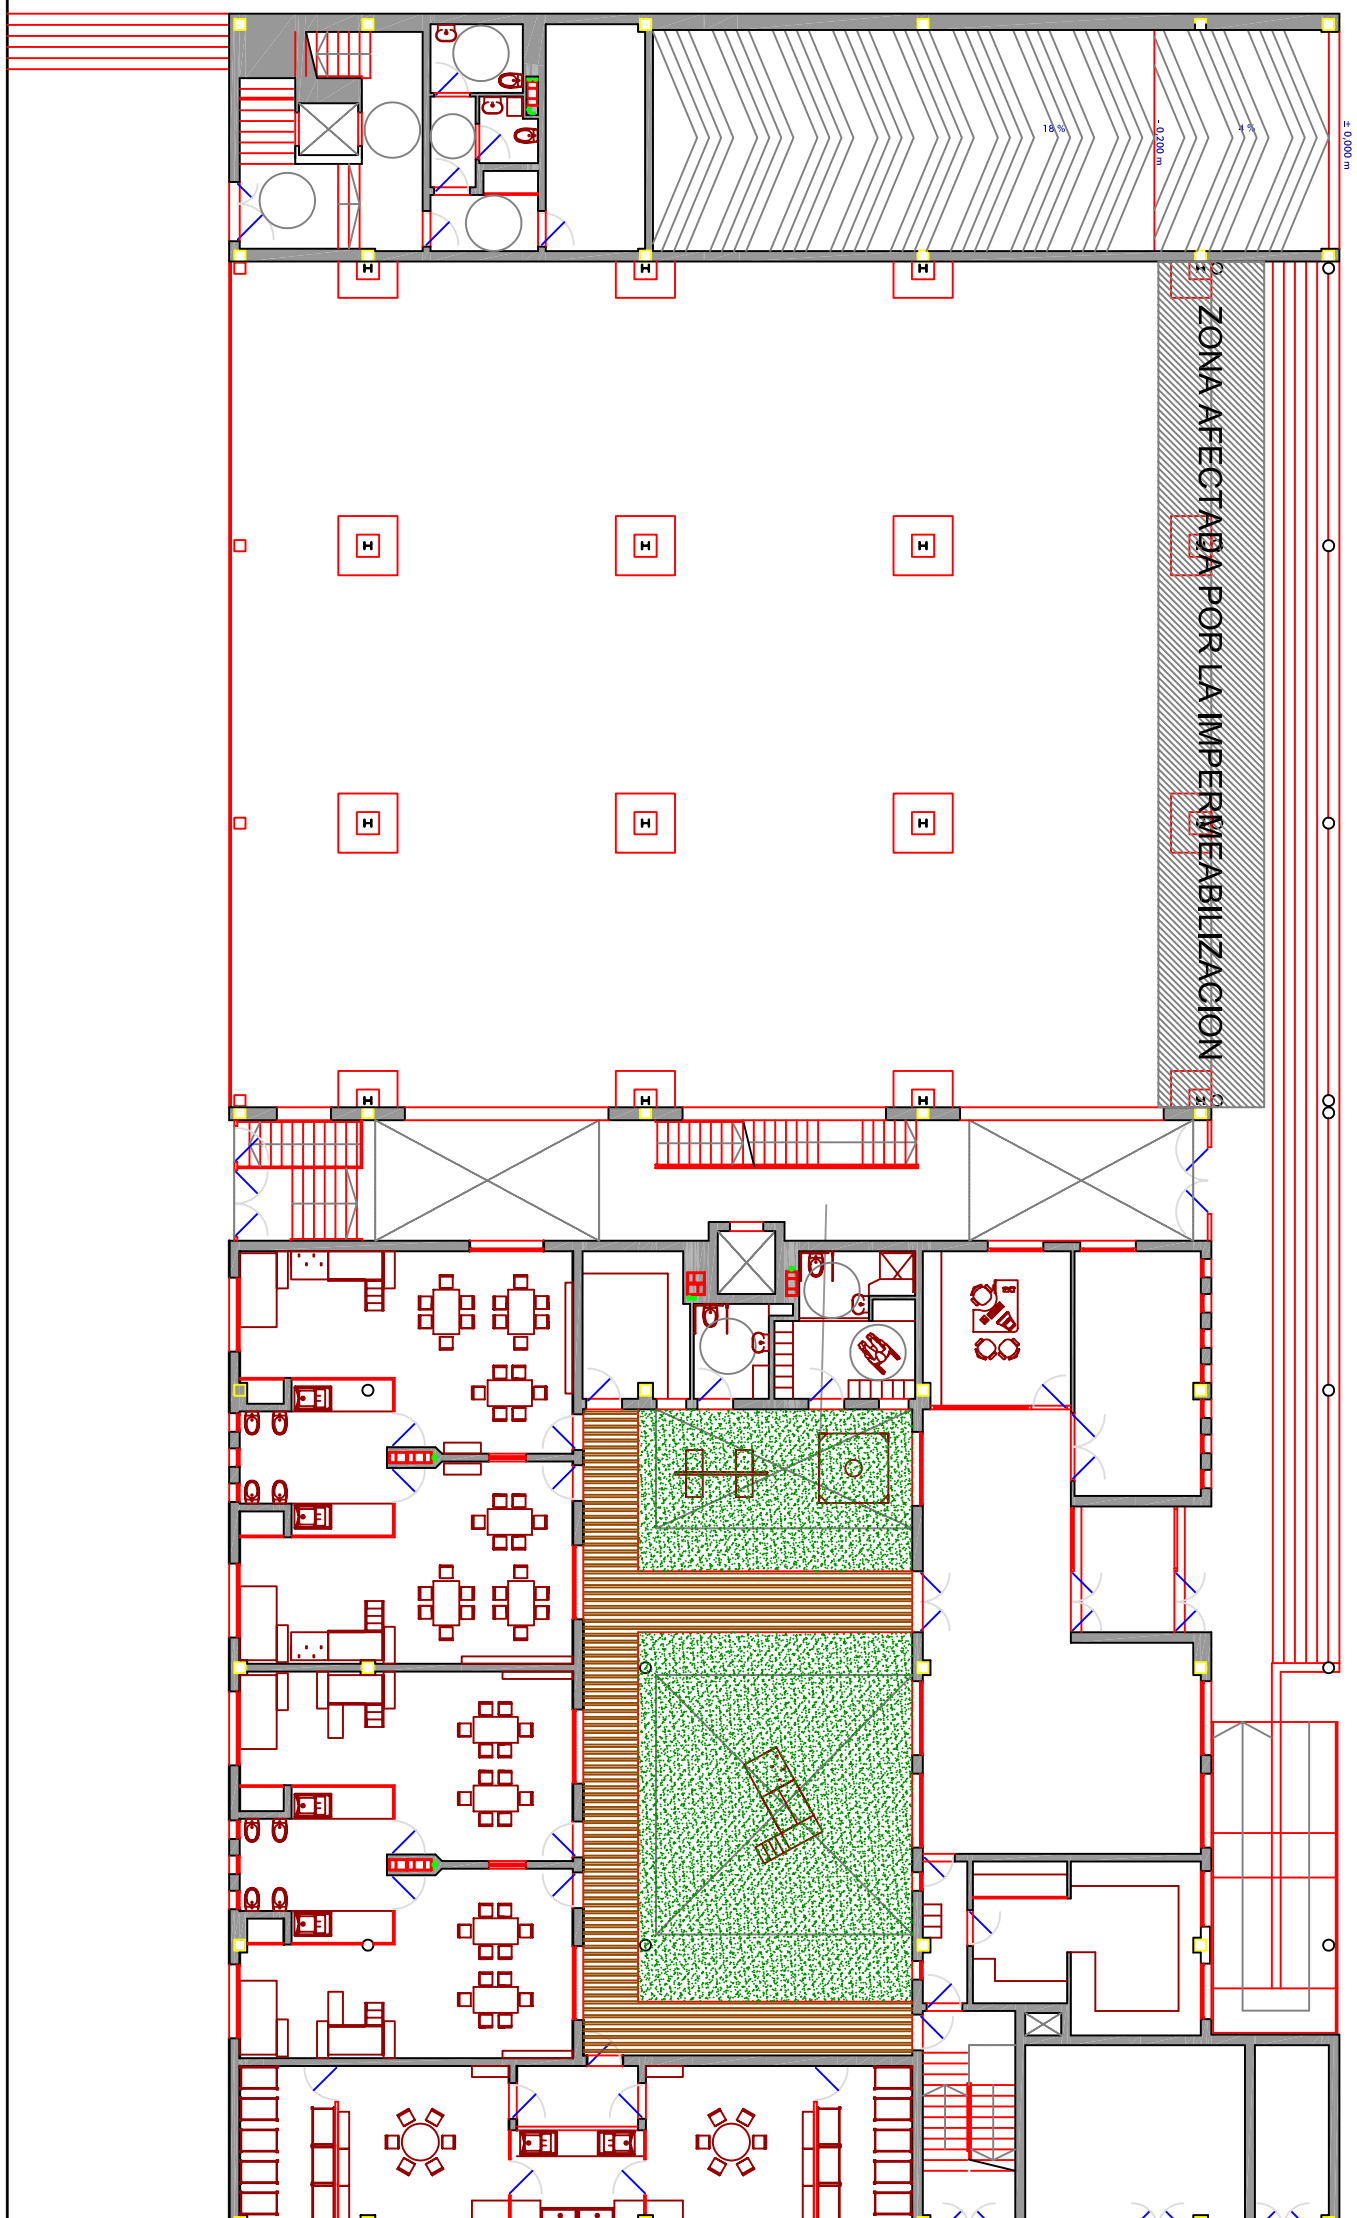 18 %
- 0,200 m
4 %
± 0,000 m
ZONA AFECTADA POR LA IMPERMEABILIZACION